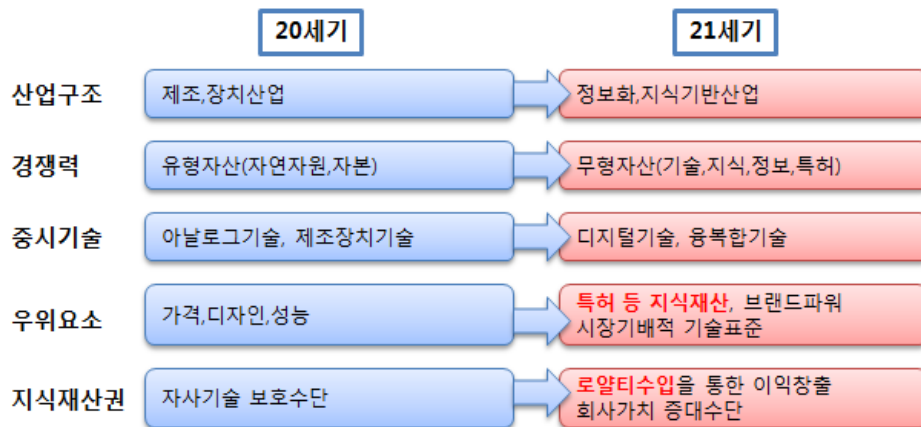 20세기 21세기
산업구조 제조,장치산업 정보화,지식기반산업
경쟁력 유형자산(자연자원,자본) 무형자산(기술,지식,정보,특허)
중시기술 아날로그기술, 제조장치기술 디지털기술, 융복합기술
우위요소 가격,디자인,성능 특허 등 지식재산, 브랜드파워
시장기배적 기술표준
지식재산권 자사기술 보호수단 로얄티수입을 통한 이익창출
회사가치 증대수단